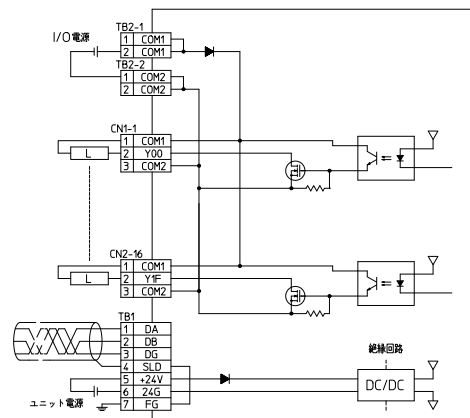 I/O電源
TB2-1
1 COM1
2 COM1
TB2-2
1 COM2
2 COM2
CN1-1
1 COM1
2 Y00
3 COM2
L
CN2-16
1 COM1
2 Y1F
3 COM2
L
TB1
1 DA
2 DB
3 DG
4 SLD
5 +24V
6 24G
7 FG
ユニット電源
絶縁回路
DC/DC